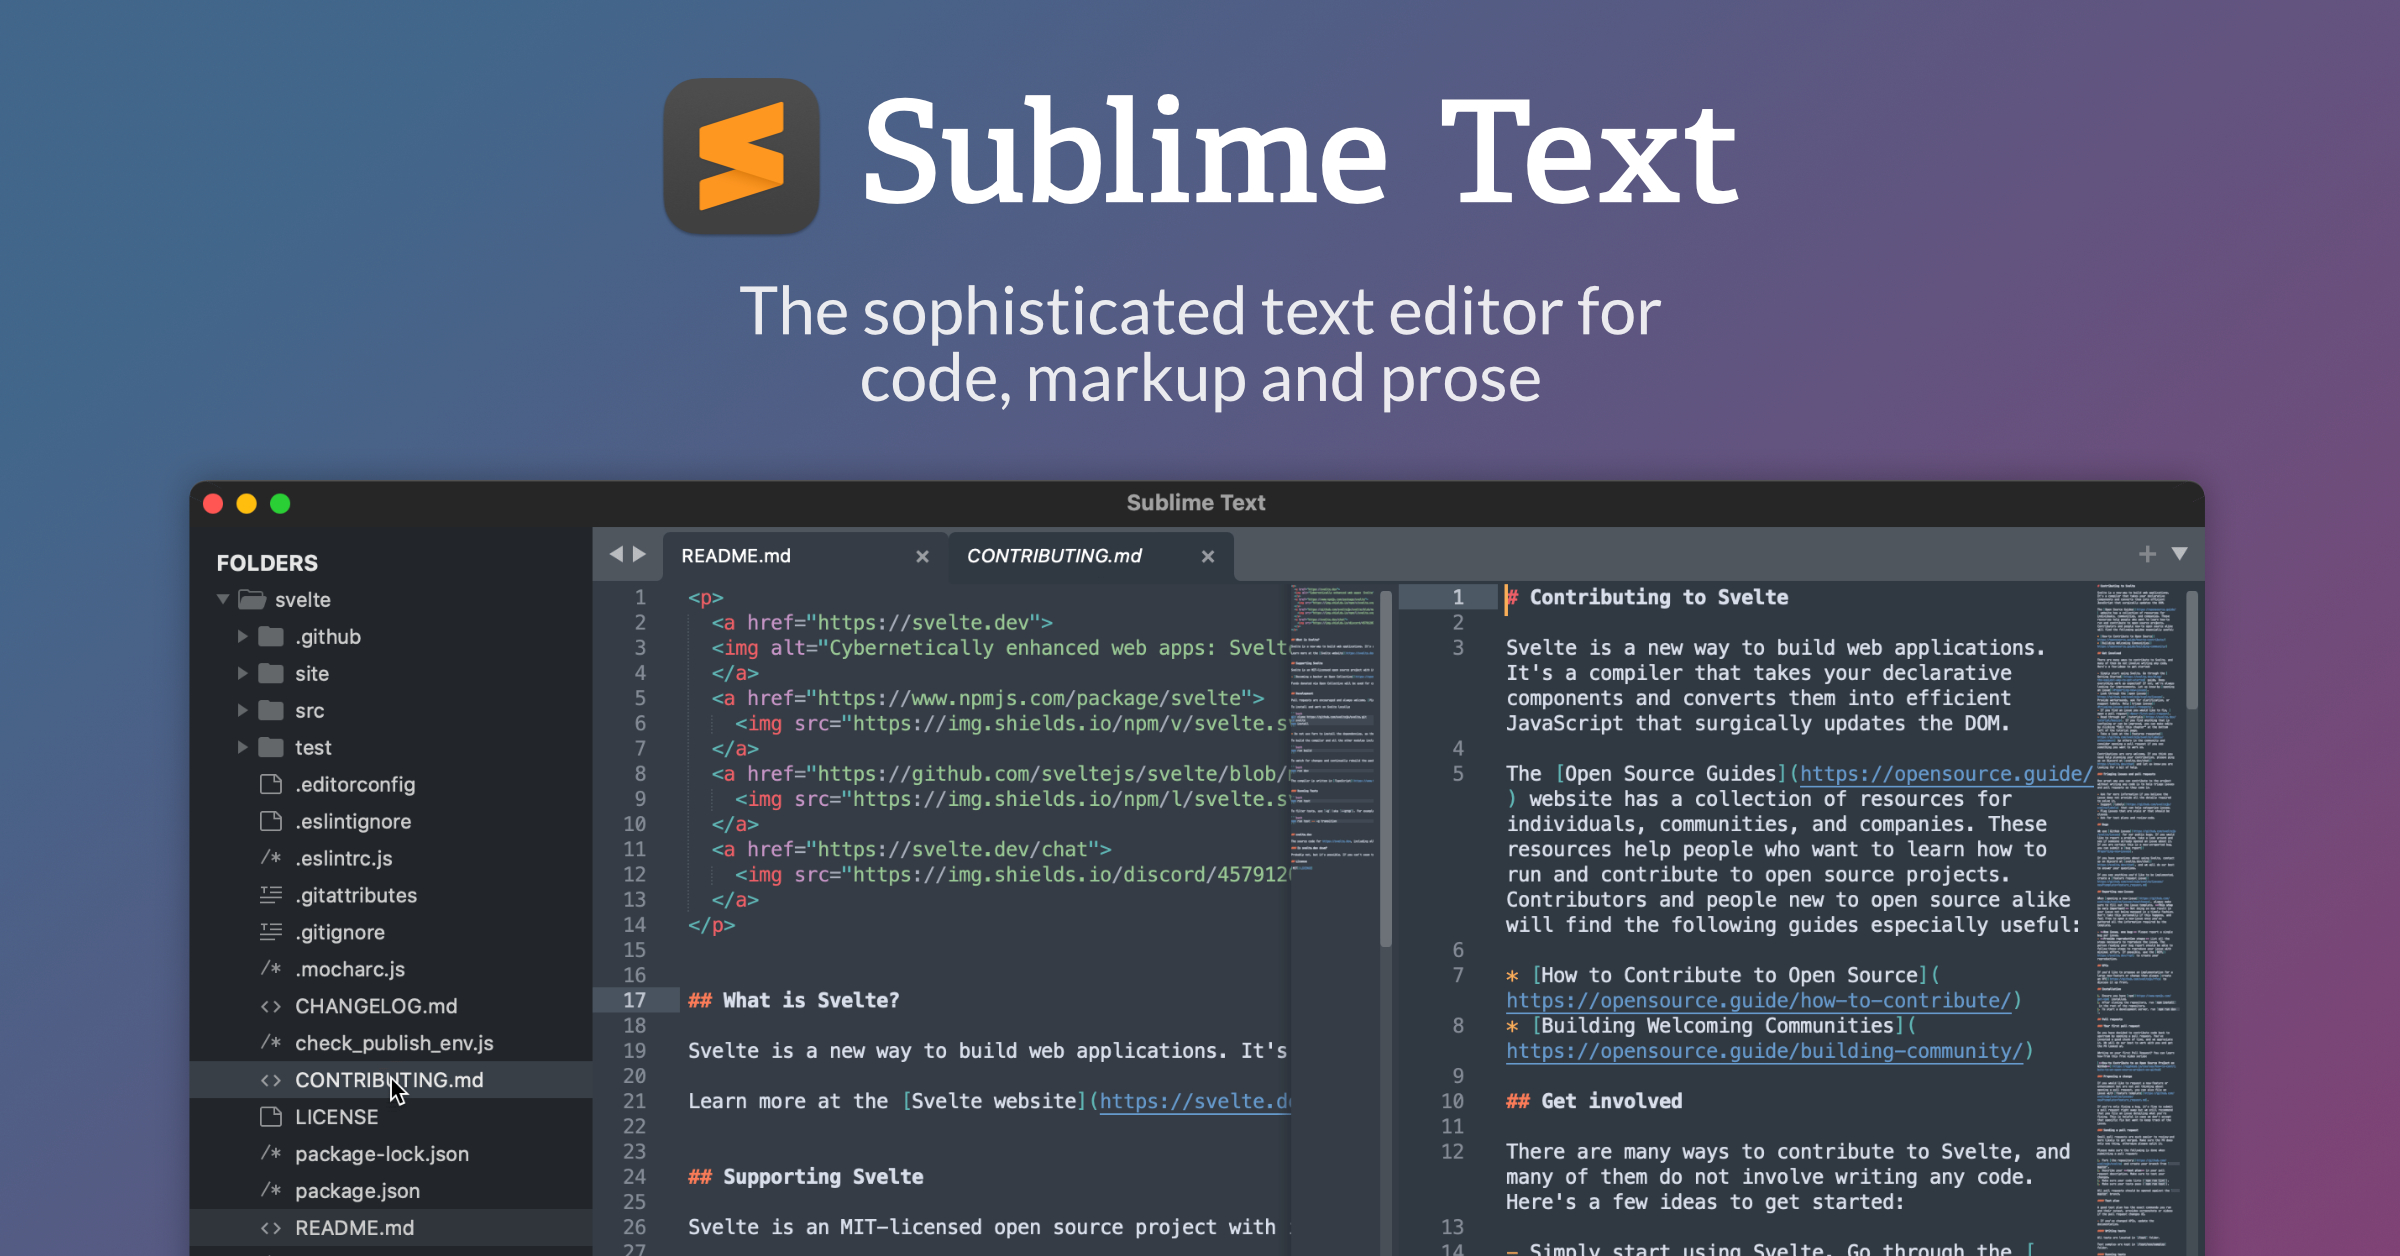 Sublime Text
The sophisticated text editor for
code, markup and prose
Sublime Text
FOLDERS
svelte
.github
site
src
test
.editorconfig
.eslintignore
.eslintrc.js
.gitattributes
.gitignore
.mocharc.js
CHANGELOG.md
check_publish_env.js
CONTRIBUTING.md
LICENSE
package-lock.json
package.json
README.md
README.md
CONTRIBUTING.md
1 <p>
2 <a href="https://svelte.dev">
3 <img alt="Cybernetically enhanced web apps: Svelt
4 </a>
5 <a href="https://www.npmjs.com/package/svelte">
6 <img src="https://img.shields.io/npm/v/svelte.s
7 </a>
8 <a href="https://github.com/sveltejs/svelte/blob/
9 <img src="https://img.shields.io/npm/l/svelte.s
10 </a>
11 <a href="https://svelte.dev/chat">
12 <img src="https://img.shields.io/discord/457912
13 </a>
14 </p>
15
16
17 ## What is Svelte?
18
19 Svelte is a new way to build web applications. It's
20
21 Learn more at the [Svelte website](https://svelte.d
22
23
24 ## Supporting Svelte
25
26 Svelte is an MIT-licensed open source project with
27
1 # Contributing to Svelte
2
3 Svelte is a new way to build web applications.
It's a compiler that takes your declarative
components and converts them into efficient
JavaScript that surgically updates the DOM.
4
5 The [Open Source Guides](https://opensource.guide/
) website has a collection of resources for
individuals, communities, and companies. These
resources help people who want to learn how to
run and contribute to open source projects.
Contributors and people new to open source alike
will find the following guides especially useful:
6
7 * [How to Contribute to Open Source](
https://opensource.guide/how-to-contribute/)
8 * [Building Welcoming Communities](
https://opensource.guide/building-community/)
9
10 ## Get involved
11
12 There are many ways to contribute to Svelte, and
many of them do not involve writing any code.
Here's a few ideas to get started:
13
14 - Simply start using Svelte. Go through the [